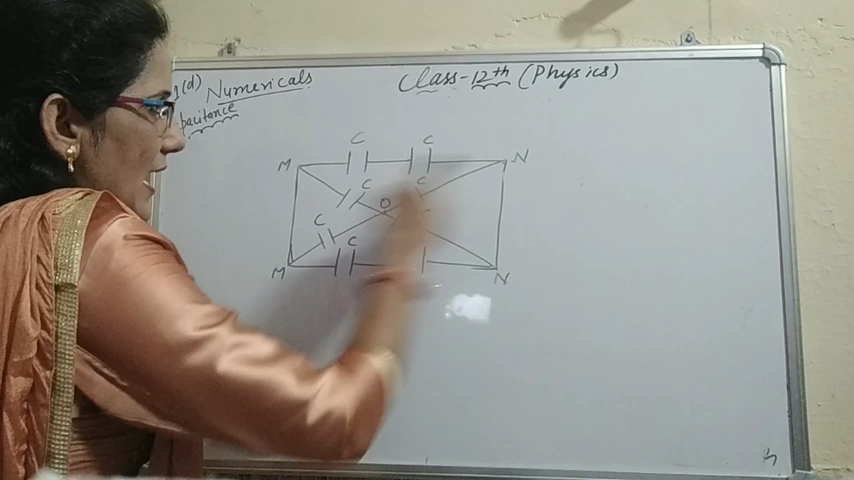 (d) Numericals Class-12th (Physics)
C C
M N
C C
O
C C
C
M N